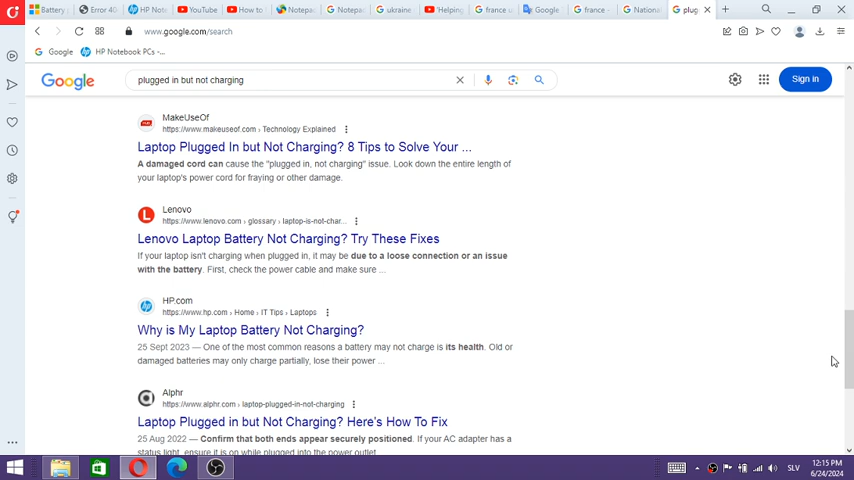 Battery
Error 40
HP Note
YouTube
How to
Notepa
Notepa
ukraine
'Helping
france u
Google
france -
Nationa
plug
www.google.com/search
Google
HP Notebook PCs -...
Google
plugged in but not charging
Sign in
MakeUseOf
https://www.makeuseof.com › Technology Explained
Laptop Plugged In but Not Charging? 8 Tips to Solve Your ...
A damaged cord can cause the "plugged in, not charging" issue. Look down the entire length of
your laptop's power cord for fraying or other damage.
Lenovo
https://www.lenovo.com › glossary › laptop-is-not-char...
Lenovo Laptop Battery Not Charging? Try These Fixes
If your laptop isn't charging when plugged in, it may be due to a loose connection or an issue
with the battery. First, check the power cable and make sure ...
HP.com
https://www.hp.com › Home › IT Tips › Laptops
Why is My Laptop Battery Not Charging?
25 Sept 2023 — One of the most common reasons a battery may not charge is its health. Old or
damaged batteries may only charge partially, lose their power ...
Alphr
https://www.alphr.com › laptop-plugged-in-not-charging
Laptop Plugged in but Not Charging? Here's How To Fix
25 Aug 2022 — Confirm that both ends appear securely positioned. If your AC adapter has a
status light, ensure it is on while plugged into the power outlet.
SLV
12:15 PM
6/24/2024